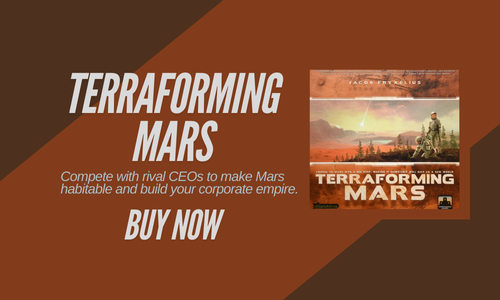 TERRAFORMING
MARS
Compete with rival CEOs to make Mars
habitable and build your corporate empire.
BUY NOW
JACOB FRYXELIUS
TERRAFORMING
MARS